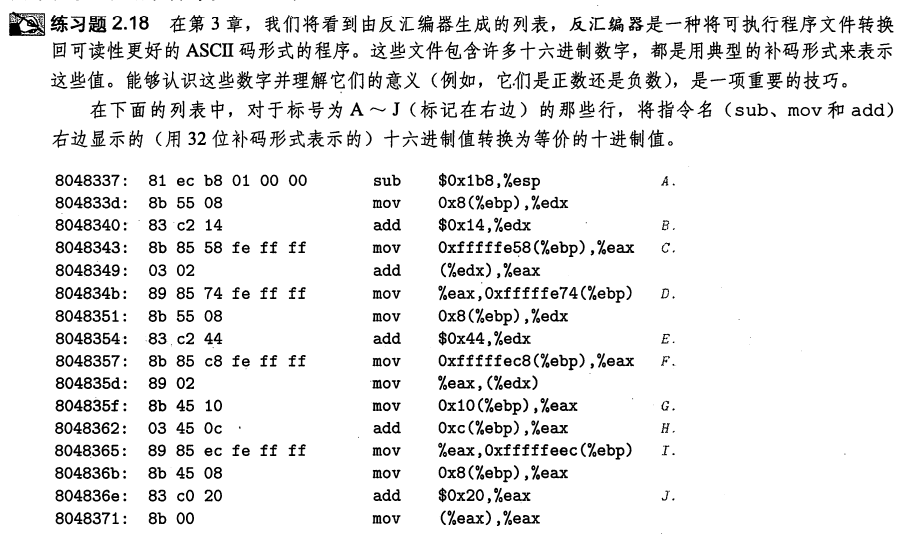 练习题 2.18 在第 3 章，我们将看到由反汇编器生成的列表，反汇编器是一种将可执行程序文件转换
回可读性更好的 ASCII 码形式的程序。这些文件包含许多十六进制数字，都是用典型的补码形式来表示
这些值。能够认识这些数字并理解它们的意义（例如，它们是正数还是负数），是一项重要的技巧。
在下面的列表中，对于标号为 A ～ J（标记在右边）的那些行，将指令名（sub、mov 和 add）
右边显示的（用 32 位补码形式表示的）十六进制值转换为等价的十进制值。
8048337: 81 ec b8 01 00 00 sub $0x1b8,%esp A.
804833d: 8b 55 08 mov 0x8(%ebp),%edx
8048340: 83 c2 14 add $0x14,%edx B.
8048343: 8b 85 58 fe ff ff mov 0xfffffe58(%ebp),%eax C.
8048349: 03 02 add (%edx),%eax
804834b: 89 85 74 fe ff ff mov %eax,0xfffffe74(%ebp) D.
8048351: 8b 55 08 mov 0x8(%ebp),%edx
8048354: 83 c2 44 add $0x44,%edx E.
8048357: 8b 85 c8 fe ff ff mov 0xfffffec8(%ebp),%eax F.
804835d: 89 02 mov %eax,(%edx)
804835f: 8b 45 10 mov 0x10(%ebp),%eax G.
8048362: 03 45 0c add 0xc(%ebp),%eax H.
8048365: 89 85 ec fe ff ff mov %eax,0xfffffeec(%ebp) I.
804836b: 8b 45 08 mov 0x8(%ebp),%eax
804836e: 83 c0 20 add $0x20,%eax J.
8048371: 8b 00 mov (%eax),%eax